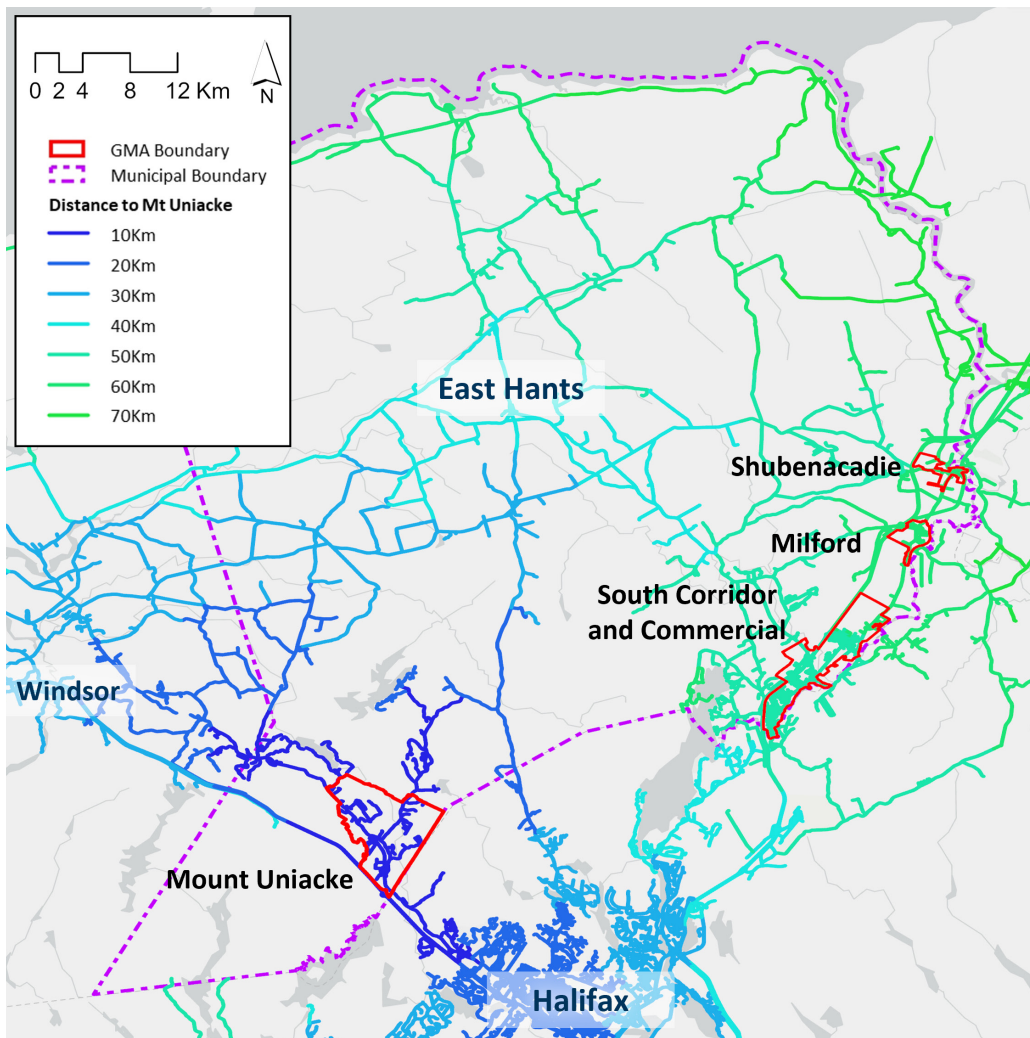 0 2 4 8 12 Km
N
GMA Boundary
Municipal Boundary
Distance to Mt Uniacke
10Km
20Km
30Km
40Km
50Km
60Km
70Km
East Hants
Shubenacadie
Milford
South Corridor
and Commercial
Windsor
Mount Uniacke
Halifax